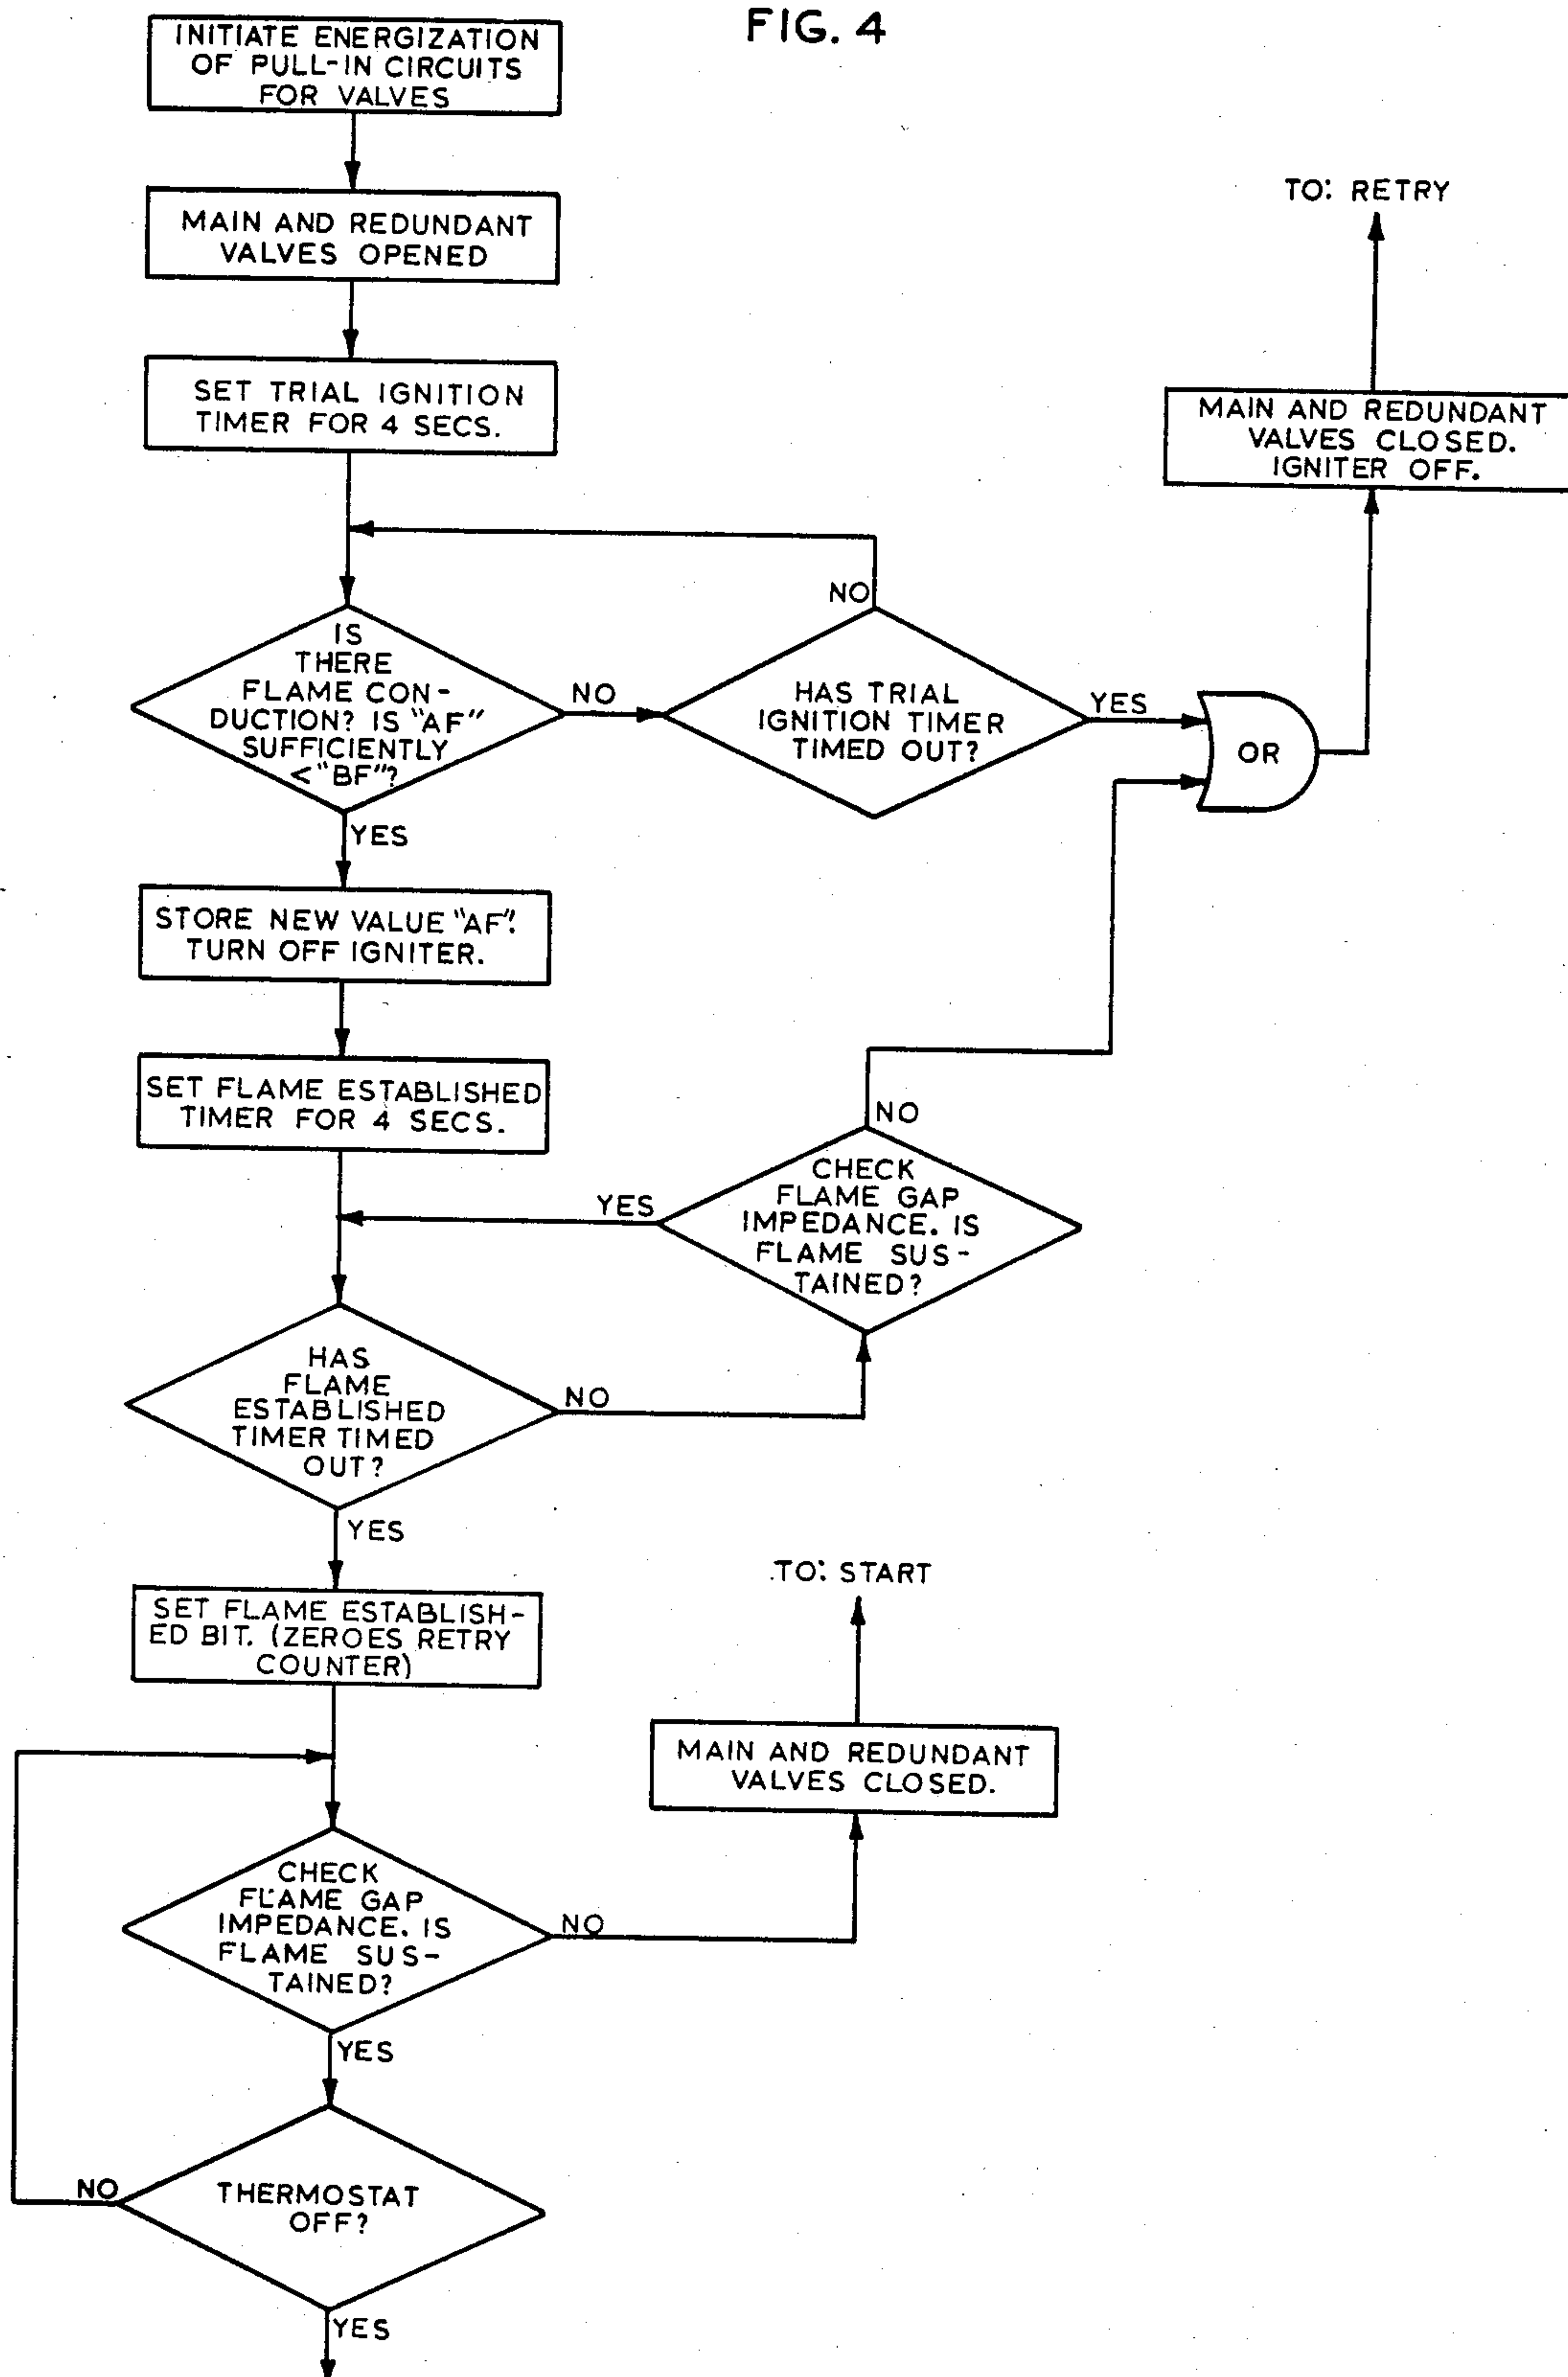 FIG. 4
INITIATE ENERGIZATION
OF PULL-IN CIRCUITS
FOR VALVES
MAIN AND REDUNDANT
VALVES OPENED
SET TRIAL IGNITION
TIMER FOR 4 SECS.
TO: RETRY
MAIN AND REDUNDANT
VALVES CLOSED.
IGNITER OFF.
IS
THERE
FLAME CON-
DUCTION? IS "AF"
SUFFICIENTLY
< "BF"?
NO
YES
HAS TRIAL
IGNITION TIMER
TIMED OUT?
NO
YES
OR
STORE NEW VALUE "AF".
TURN OFF IGNITER.
SET FLAME ESTABLISHED
TIMER FOR 4 SECS.
NO
CHECK
FLAME GAP
IMPEDANCE. IS
FLAME SUS-
TAINED?
YES
HAS
FLAME
ESTABLISHED
TIMER TIMED
OUT?
NO
YES
SET FLAME ESTABLISH-
ED BIT. (ZEROES RETRY
COUNTER)
TO: START
MAIN AND REDUNDANT
VALVES CLOSED.
CHECK
FLAME GAP
IMPEDANCE. IS
FLAME SUS-
TAINED?
NO
YES
THERMOSTAT
OFF?
NO
YES